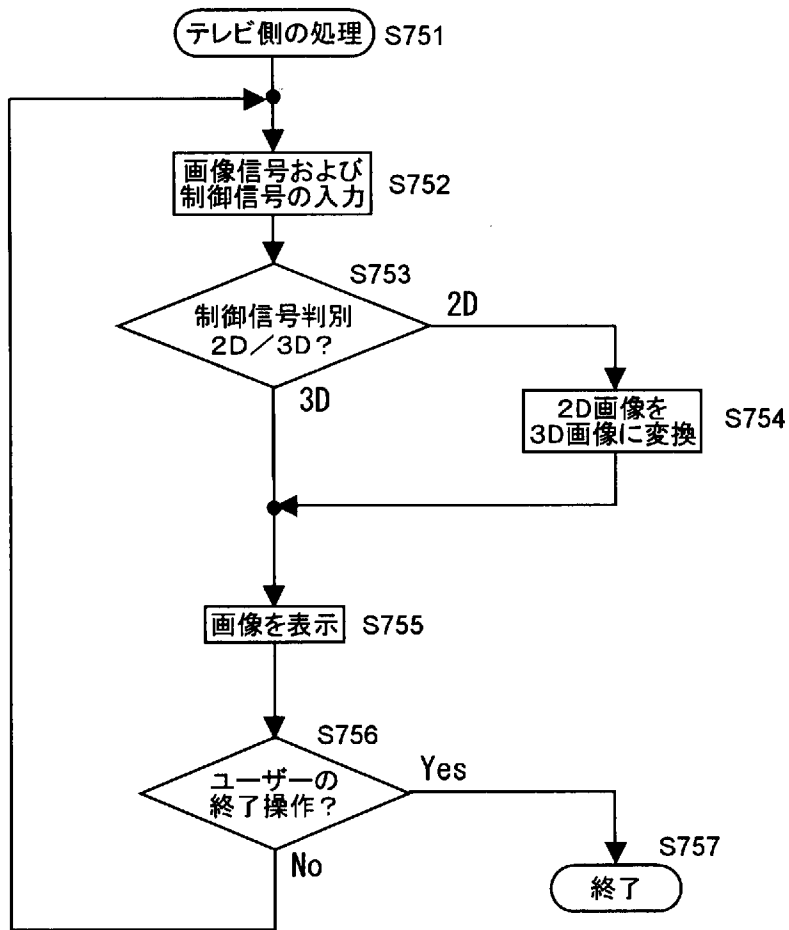 テレビ側の処理 S751
画像信号および
制御信号の入力
S752
S753
制御信号判別
2D／3D？
2D
3D
2D画像を
3D画像に変換
S754
画像を表示 S755
S756
ユーザーの
終了操作？
Yes
No
S757
終了